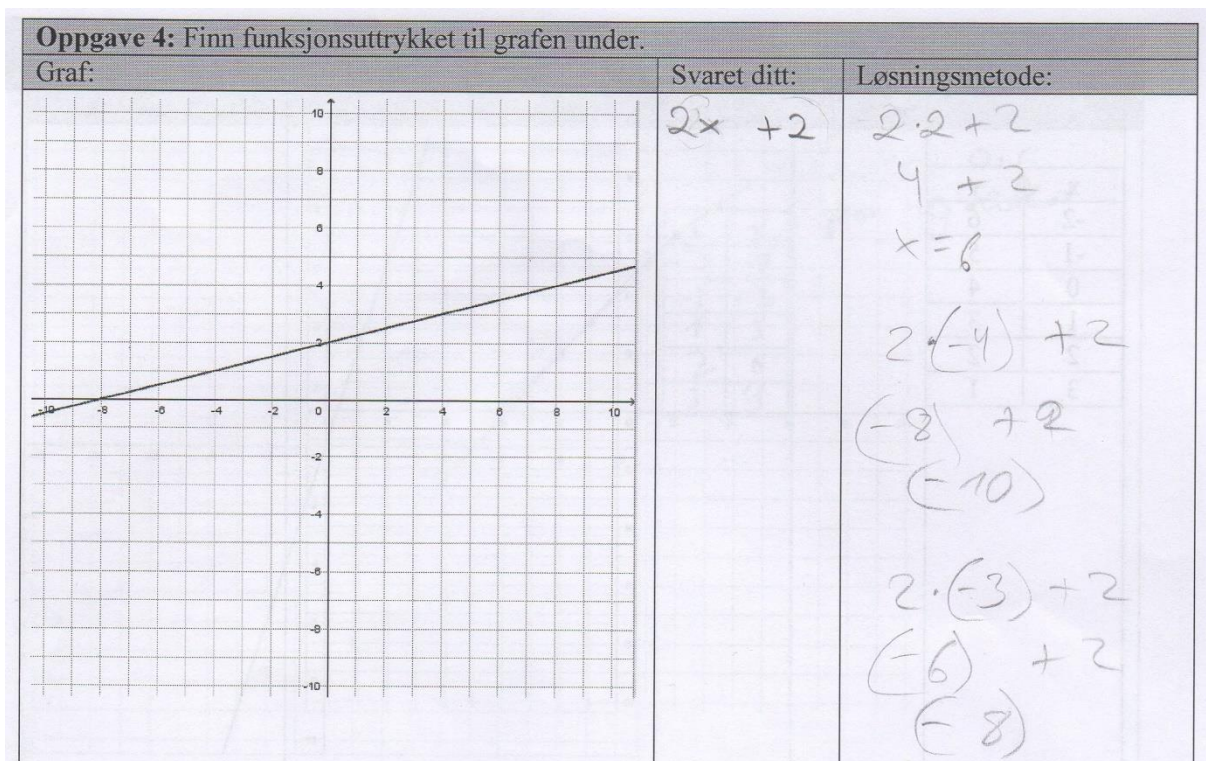 Oppgave 4: Finn funksjonsuttrykket til grafen under.
Graf:
Svaret ditt:
Løsningsmetode:
10
8
6
4
2
-10 -8 -6 -4 -2 0 2 4 6 8 10
-2
-4
-6
-8
-10
2x +2
2·2+2
4 + 2
x=6
2·(-4) +2
(-8) +2
(-10)
2·(-3) +2
(-6) +2
(-8)